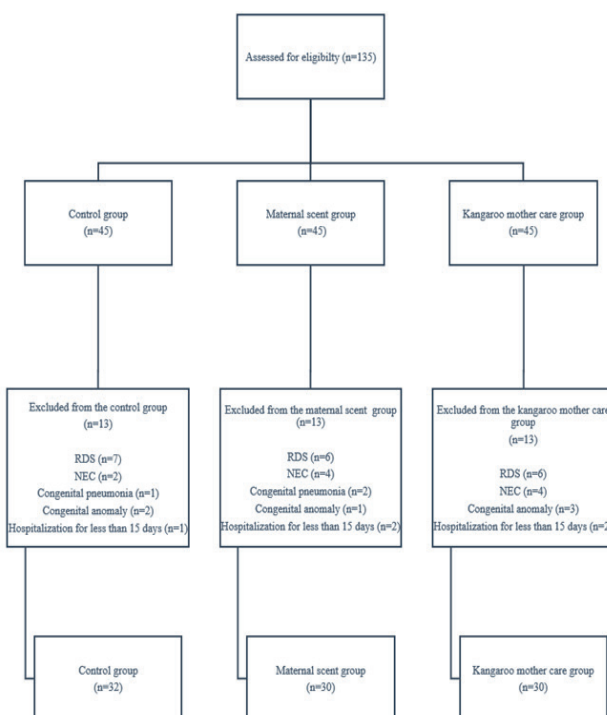 Assessed for eligibilty (n=135)
Control group
(n=45)
Maternal scent group
(n=45)
Kangaroo mother care group
(n=45)
Excluded from the control group
(n=13)
RDS (n=7)
NEC (n=2)
Congenital pneumonia (n=1)
Congenital anomaly (n=2)
Hospitalization for less than 15 days (n=1)
Excluded from the maternal scent group
(n=13)
RDS (n=6)
NEC (n=4)
Congenital pneumonia (n=2)
Congenital anomaly (n=1)
Hospitalization for less than 15 days (n=2)
Excluded from the kangaroo mother care
group
(n=13)
RDS (n=6)
NEC (n=4)
Congenital anomaly (n=3)
Hospitalization for less than 15 days (n=2
Control group
(n=32)
Maternal scent group
(n=30)
Kangaroo mother care group
(n=30)